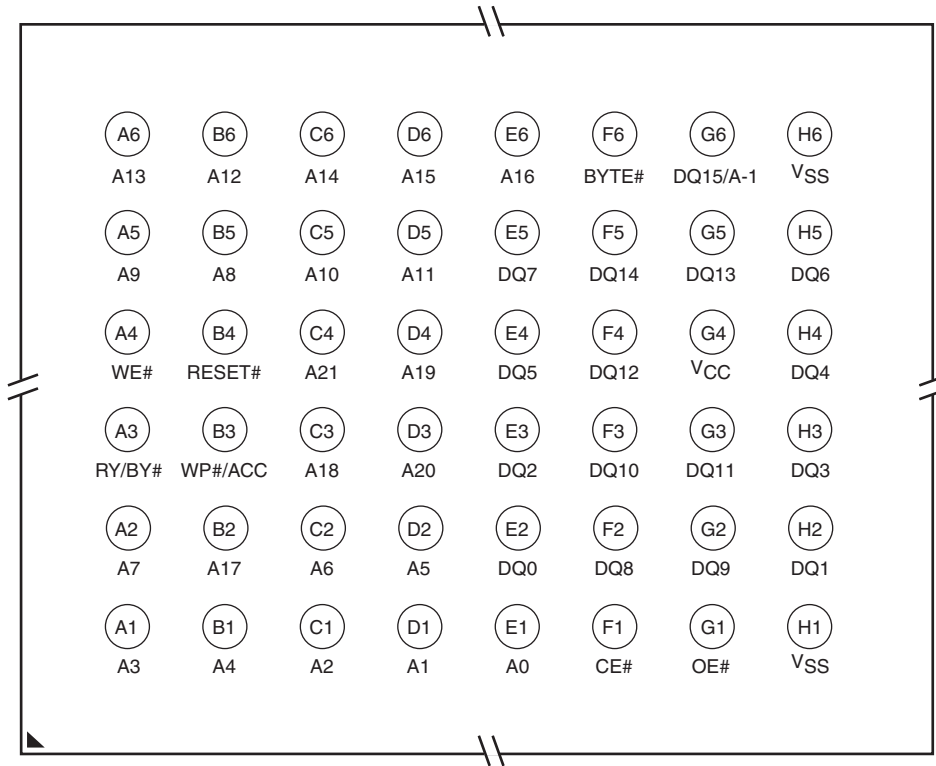 A6 B6 C6 D6 E6 F6 G6 H6
A13 A12 A14 A15 A16 BYTE# DQ15/A-1 VSS
A5 B5 C5 D5 E5 F5 G5 H5
A9 A8 A10 A11 DQ7 DQ14 DQ13 DQ6
A4 B4 C4 D4 E4 F4 G4 H4
WE# RESET# A21 A19 DQ5 DQ12 VCC DQ4
A3 B3 C3 D3 E3 F3 G3 H3
RY/BY# WP#/ACC A18 A20 DQ2 DQ10 DQ11 DQ3
A2 B2 C2 D2 E2 F2 G2 H2
A7 A17 A6 A5 DQ0 DQ8 DQ9 DQ1
A1 B1 C1 D1 E1 F1 G1 H1
A3 A4 A2 A1 A0 CE# OE# VSS